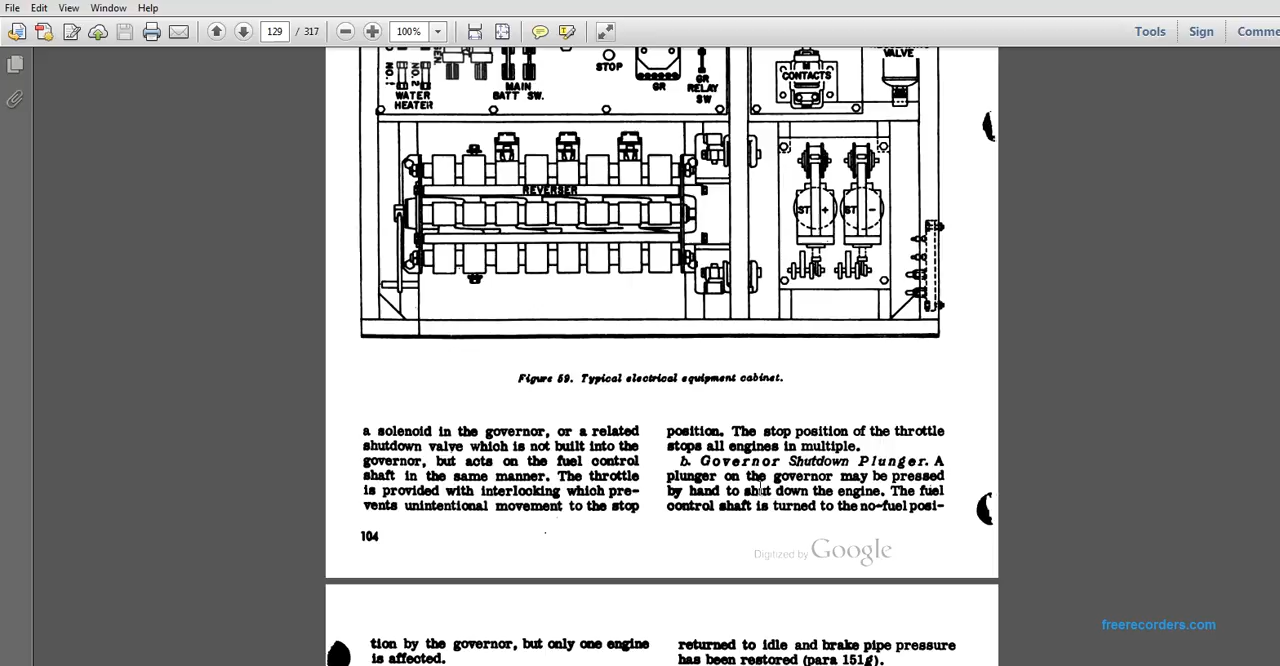 File Edit View Window Help
129 / 317
100%
Tools Sign Comme
VALVE
STOP
M
CONTACTS
NO.1
NO.2
WATER
HEATER
MAIN
BATT SW.
GR
GR
RELAY
SW
REVERSER
ST +
ST -
Figure 59. Typical electrical equipment cabinet.
a solenoid in the governor, or a related
shutdown valve which is not built into the
governor, but acts on the fuel control
shaft in the same manner. The throttle
is provided with interlocking which pre-
vents unintentional movement to the stop
104
position. The stop position of the throttle
stops all engines in multiple.
b. Governor Shutdown Plunger. A
plunger on the governor may be pressed
by hand to shut down the engine. The fuel
control shaft is turned to the no-fuel posi-
Digitized by Google
freerecorders.com
tion by the governor, but only one engine
is affected.
returned to idle and brake pipe pressure
has been restored (para 151g).